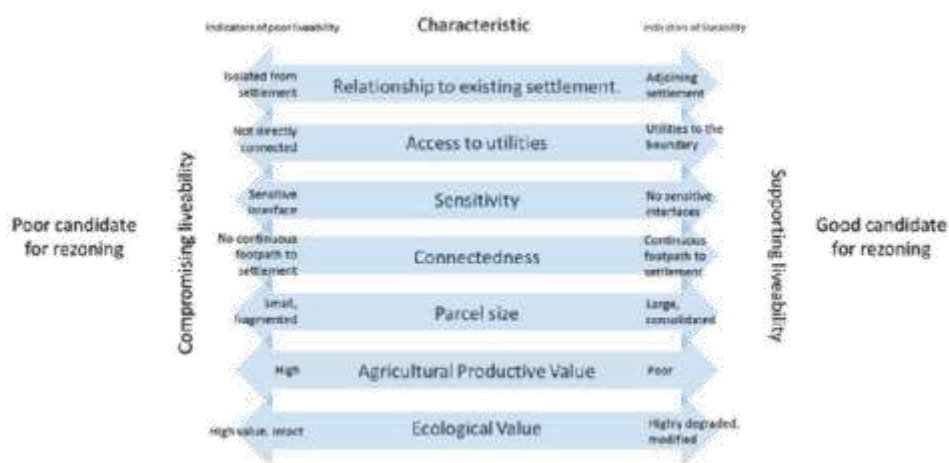 Indicators of poor liveability
Characteristic
Indicators of liveability
Isolated from
settlement
Relationship to existing settlement.
Adjoining
settlement
Not directly
connected
Access to utilities
Utilities to the
boundary
Sensitive
interface
Sensitivity
No sensitive
interfaces
No continuous
footpath to
settlement
Connectedness
Continuous
footpath to
settlement
Small,
fragmented
Parcel size
Large,
consolidated
High
Agricultural Productive Value
Poor
High value, intact
Ecological Value
Highly degraded,
modified
Poor candidate
for rezoning
Compromising liveability
Supporting liveability
Good candidate
for rezoning